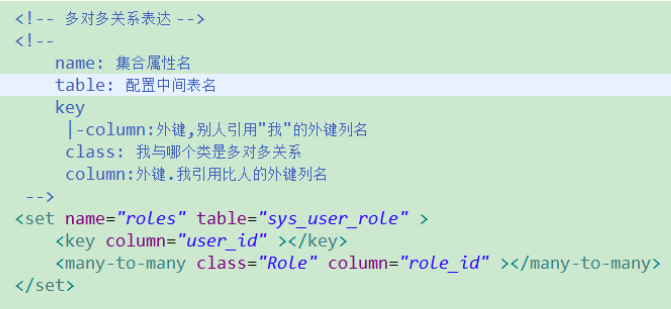 <!-- 多对多关系表达 -->
<!--
name: 集合属性名
table: 配置中间表名
key
|-column:外键,别人引用"我"的外键列名
class: 我与哪个类是多对多关系
column:外键.我引用比人的外键列名
-->
<set name="roles" table="sys_user_role" >
<key column="user_id" ></key>
<many-to-many class="Role" column="role_id" ></many-to-many>
</set>